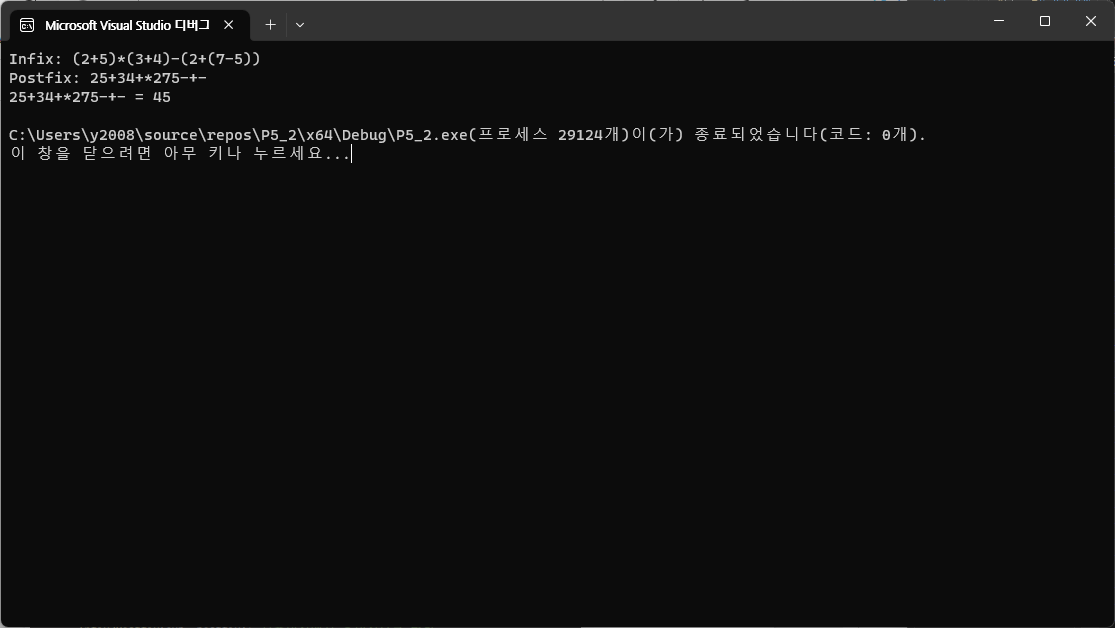 Microsoft Visual Studio 디버그
Infix: (2+5)*(3+4)-(2+(7-5))
Postfix: 25+34+*275-+-
25+34+*275-+- = 45
C:\Users\y2008\source\repos\P5_2\x64\Debug\P5_2.exe(프로세스 29124개)이(가) 종료되었습니다(코드: 0개).
이 창을 닫으려면 아무 키나 누르세요...